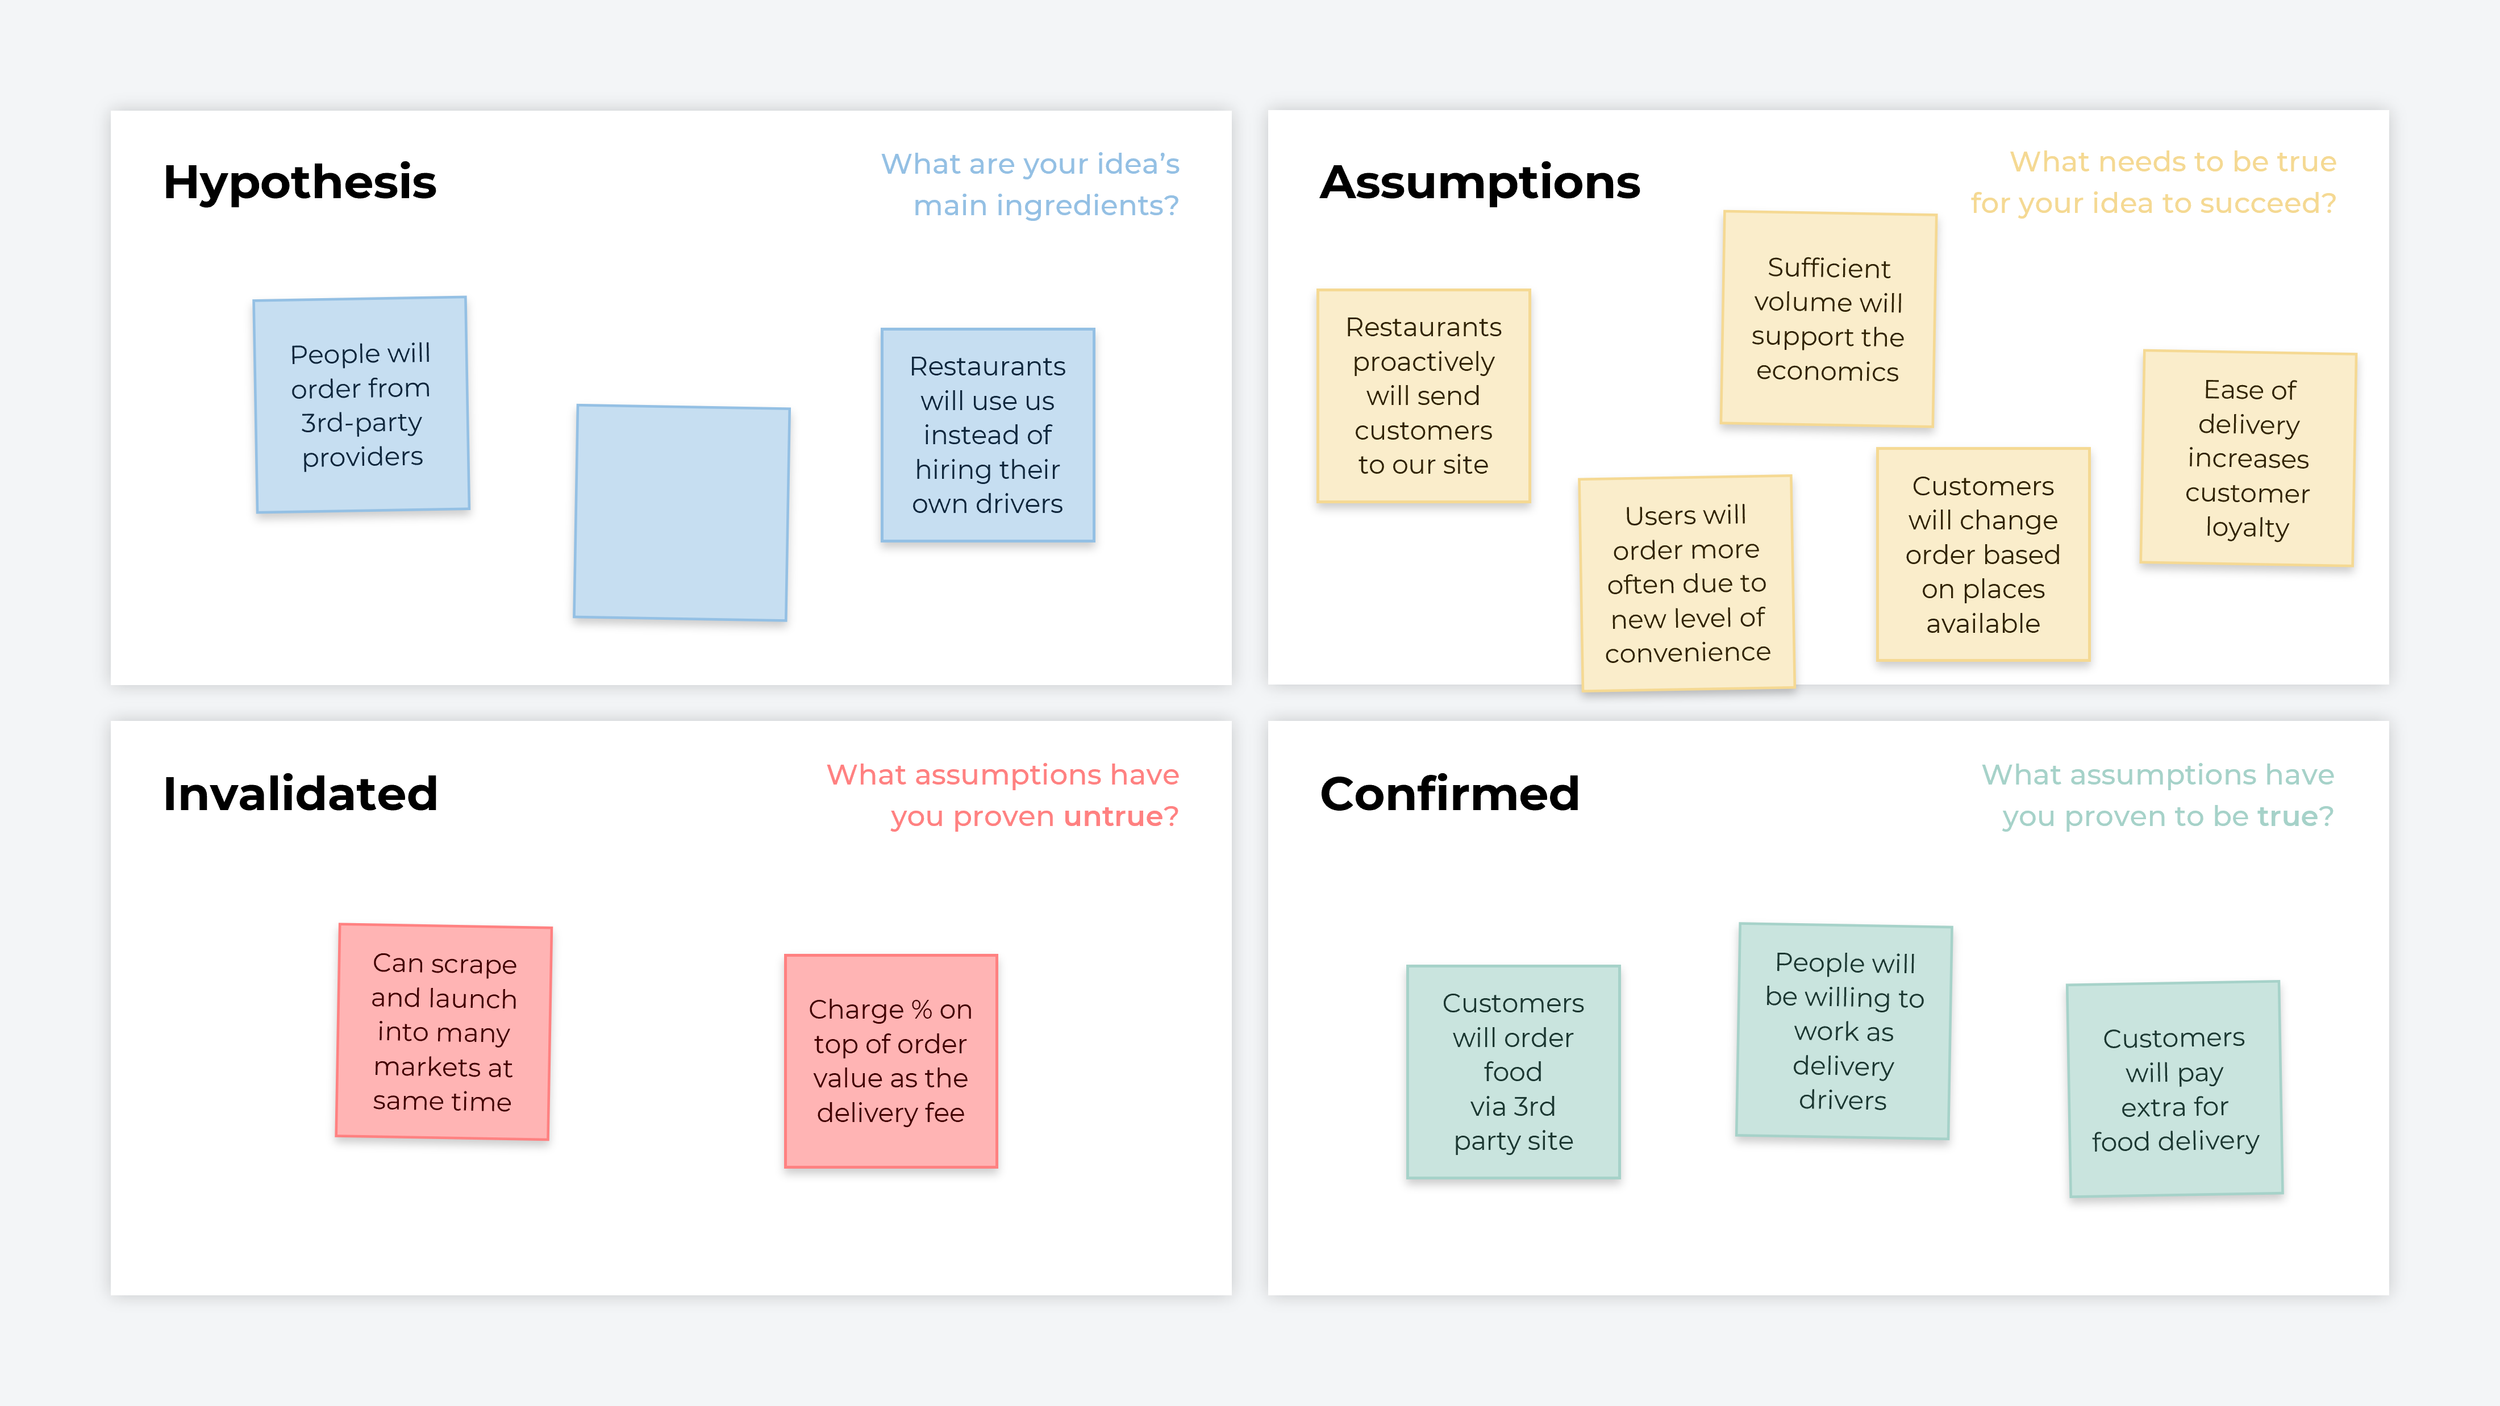 Hypothesis
What are your idea’s
main ingredients?
People will
order from
3rd-party
providers
Restaurants
will use us
instead of
hiring their
own drivers
Assumptions
What needs to be true
for your idea to succeed?
Restaurants
proactively
will send
customers
to our site
Sufficient
volume will
support the
economics
Users will
order more
often due to
new level of
convenience
Customers
will change
order based
on places
available
Ease of
delivery
increases
customer
loyalty
Invalidated
What assumptions have
you proven untrue?
Can scrape
and launch
into many
markets at
same time
Charge % on
top of order
value as the
delivery fee
Confirmed
What assumptions have
you proven to be true?
Customers
will order
food
via 3rd
party site
People will
be willing to
work as
delivery
drivers
Customers
will pay
extra for
food delivery